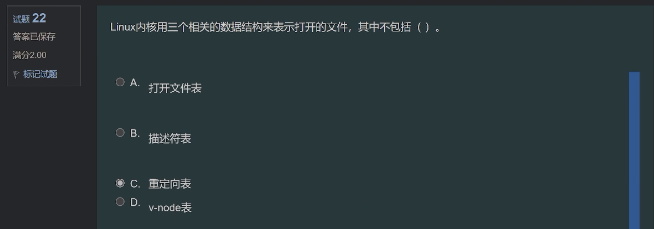 试题 22
答案已保存
满分2.00
标记试题
Linux内核用三个相关的数据结构来表示打开的文件，其中不包括（ ）。
A. 打开文件表
B. 描述符表
C. 重定向表
D. v-node表